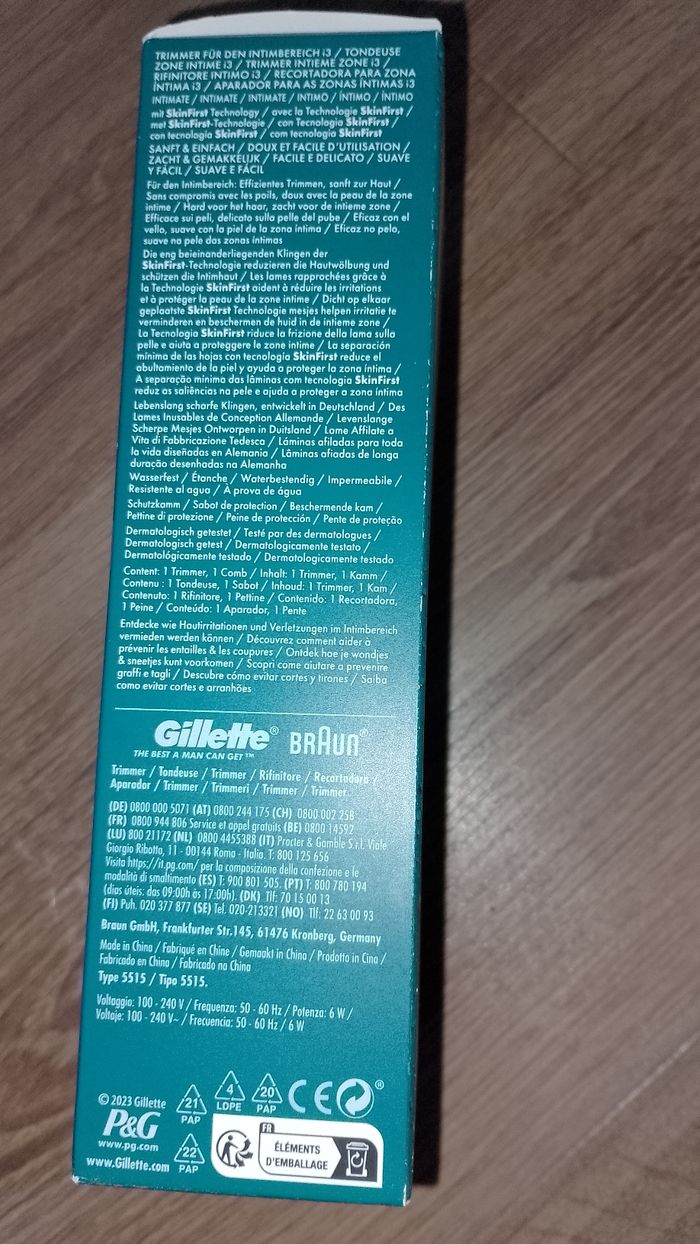 TRIMMER FÜR DEN INTIMBEREICH i3 / TONDEUSE
ZONE INTIME i3 / TRIMMER INTIEME ZONE i3 /
RIFINITORE INTIMO i3 / RECORTADORA PARA ZONA
ÍNTIMA i3 / APARADOR PARA AS ZONAS ÍNTIMAS i3
INTIMATE / INTIMATE / INTIMATE / INTIMO / ÍNTIMO / ÍNTIMO
mit SkinFirst Technology / avec la Technologie SkinFirst /
met SkinFirst-Technologie / con Tecnologia SkinFirst /
con tecnología SkinFirst / com tecnologia SkinFirst
SANFT & EINFACH / DOUX ET FACILE D'UTILISATION /
ZACHT & GEMAKKELIJK / FACILE E DELICATO / SUAVE
Y FÁCIL / SUAVE E FÁCIL
Für den Intimbereich: Effizientes Trimmen, sanft zur Haut /
Sans compromis avec les poils, doux avec la peau de la zone
intime / Hard voor het haar, zacht voor de intieme zone /
Efficace sui peli, delicato sulla pelle del pube / Eficaz con el
vello, suave con la piel de la zona íntima / Eficaz no pelo,
suave na pele das zonas íntimas
Die eng beieinanderliegenden Klingen der
SkinFirst-Technologie reduzieren die Hautwölbung und
schützen die Intimhaut / Les lames rapprochées grâce à
la Technologie SkinFirst aident à réduire les irritations
et à protéger la peau de la zone intime / Dicht op elkaar
geplaatste SkinFirst Technologie mesjes helpen irritatie te
verminderen en beschermen de huid in de intieme zone /
La Tecnologia SkinFirst riduce la frizione della lama sulla
pelle e aiuta a proteggere le zone intime / La separación
mínima de las hojas con tecnología SkinFirst reduce el
abultamiento de la piel y ayuda a proteger la zona íntima /
A separação mínima das lâminas com tecnologia SkinFirst
reduz as saliências na pele e ajuda a proteger a zona íntima
Lebenslang scharfe Klingen, entwickelt in Deutschland / Des
Lames Inusables de Conception Allemande / Levenslange
Scherpe Mesjes Ontworpen in Duitsland / Lame Affilate a
Vita di Fabbricazione Tedesca / Láminas afiladas para toda
la vida diseñadas en Alemania / Lâminas afiadas de longa
duração desenhadas na Alemanha
Wasserfest / Étanche / Waterbestendig / Impermeabile /
Resistente al agua / À prova de água
Schutzkamm / Sabot de protection / Beschermende kam /
Pettine di protezione / Peine de protección / Pente de proteção
Dermatologisch getestet / Testé par des dermatologues /
Dermatologisch getest / Dermatologicamente testato /
Dermatológicamente testado / Dermatologicamente testado
Content: 1 Trimmer, 1 Comb / Inhalt: 1 Trimmer, 1 Kamm /
Contenu : 1 Tondeuse, 1 Sabot / Inhoud: 1 Trimmer, 1 Kam /
Contenuto: 1 Rifinitore, 1 Pettine / Contenido: 1 Recortadora,
1 Peine / Conteúdo: 1 Aparador, 1 Pente
Entdecke wie Hautirritationen und Verletzungen im Intimbereich
vermieden werden können / Découvrez comment aider à
prévenir les entailles & les coupures / Ontdek hoe je wondjes
& sneetjes kunt voorkomen / Scopri come aiutare a prevenire
graffi e tagli / Descubre cómo evitar cortes y tirones / Saiba
como evitar cortes e arranhões
Gillette® BRAUN®
THE BEST A MAN CAN GET™
Trimmer / Tondeuse / Trimmer / Rifinitore / Recortadora /
Aparador / Trimmer / Trimmeri / Trimmer / Trimmer
(DE) 0800 000 5071 (AT) 0800 244 175 (CH) 0800 002 258
(FR) 0800 944 806 Service et appel gratuits (BE) 0800 14592
(LU) 800 21172 (NL) 0800 4455388 (IT) Procter & Gamble S.r.l. Viale
Giorgio Ribotta, 11 - 00144 Roma - Italia. T: 800 125 656
Visita https://it.pg.com/ per la composizione della confezione e le
modalità di smaltimento (ES) T: 900 801 505. (PT) T: 800 780 194
(dias úteis: das 09:00h às 17:00h). (DK) Tlf: 70 15 00 13
(FI) Puh. 020 377 877 (SE) Tel. 020-213321 (NO) Tlf: 22 63 00 93
Braun GmbH, Frankfurter Str.145, 61476 Kronberg, Germany
Made in China / Fabriqué en Chine / Gemaakt in China / Prodotto in Cina /
Fabricado en China / Fabricado na China
Type 5515 / Tipo 5515.
Voltaggio: 100 - 240 V / Frequenza: 50 - 60 Hz / Potenza: 6 W /
Voltaje: 100 - 240 V~ / Frecuencia: 50 - 60 Hz / 6 W
© 2023 Gillette
P&G
www.pg.com
www.Gillette.com
21
PAP
4
LDPE
20
PAP
CE
®
22
PAP
FR
ÉLÉMENTS
D'EMBALLAGE